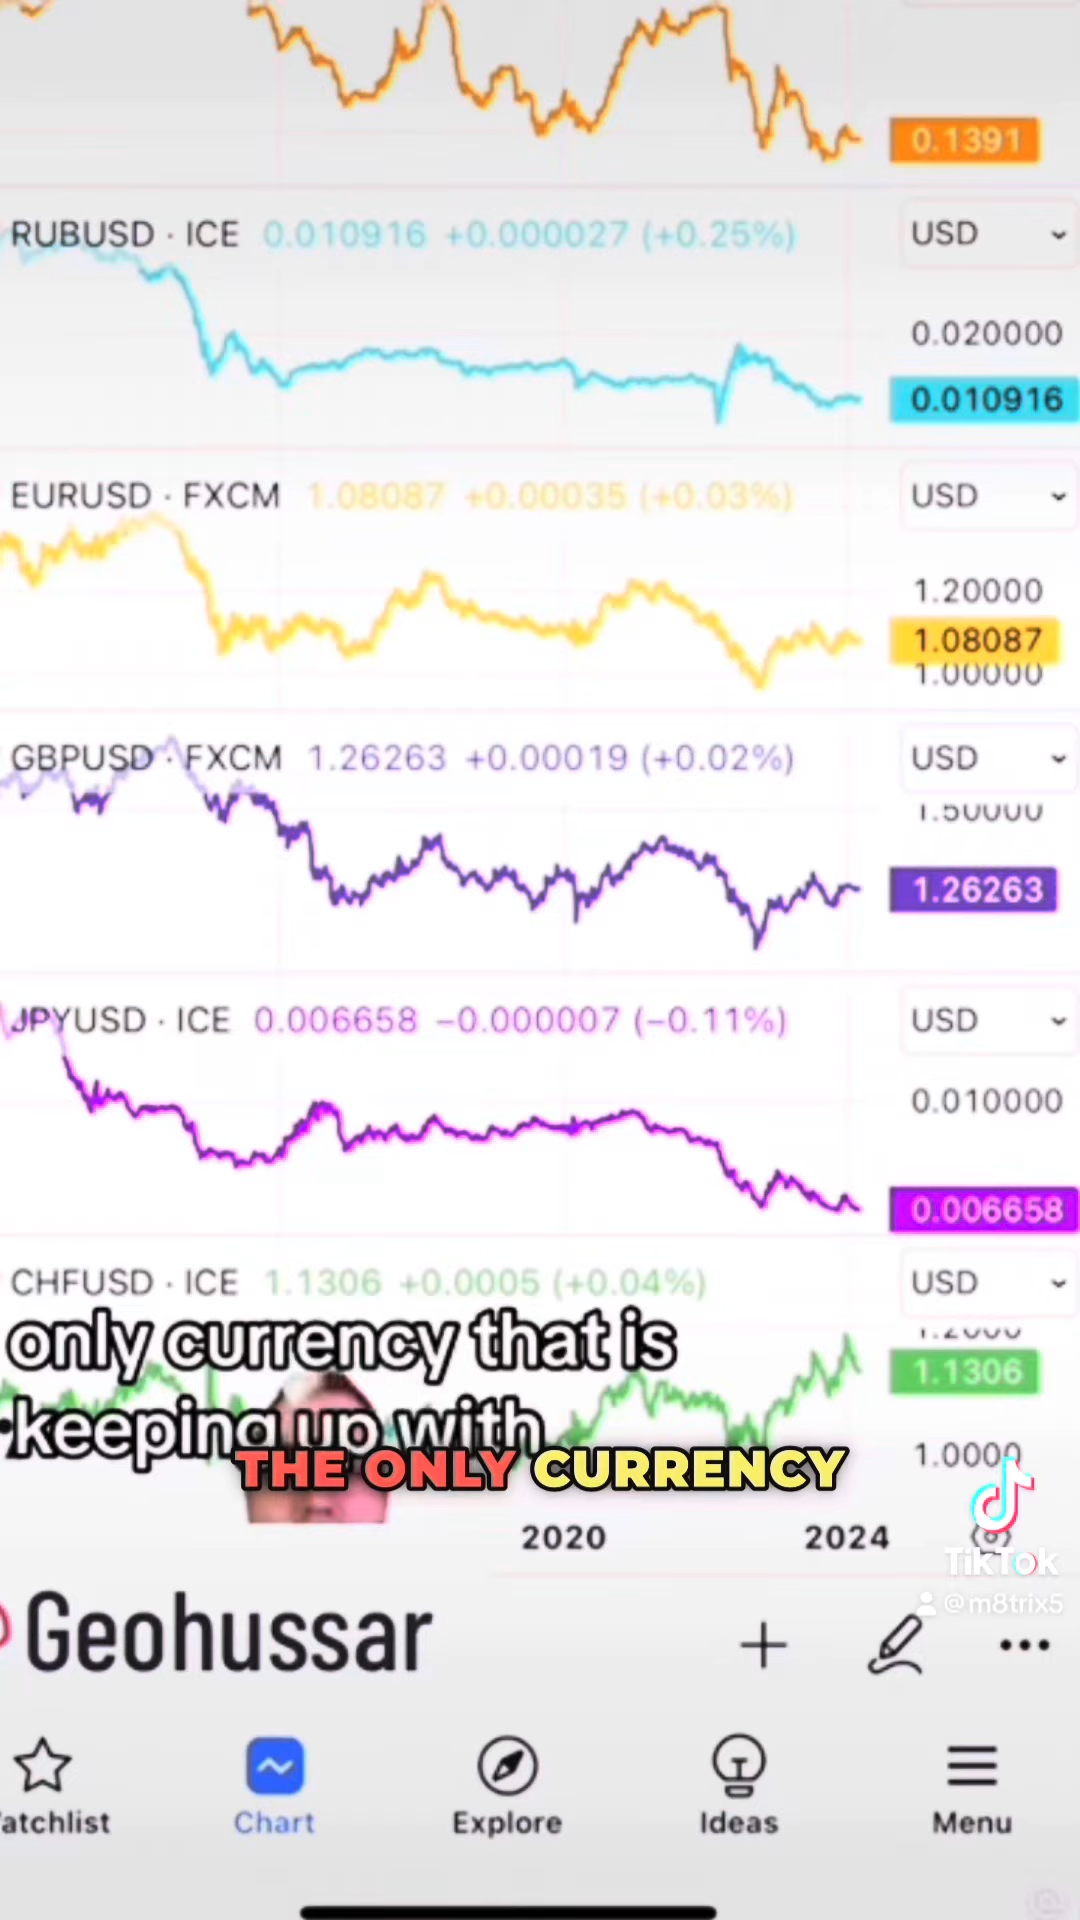 0.1391
RUBUSD · ICE 0.010916 +0.000027 (+0.25%) USD
0.020000
0.010916
EURUSD · FXCM 1.08087 +0.00035 (+0.03%) USD
1.20000
1.08087
1.00000
GBPUSD · FXCM 1.26263 +0.00019 (+0.02%) USD
1.50000
1.26263
JPYUSD · ICE 0.006658 −0.000007 (−0.11%) USD
0.010000
0.006658
CHFUSD · ICE 1.1306 +0.0005 (+0.04%) USD
1.2000
only currency that is
1.1306
keeping up with
THE ONLY CURRENCY
1.0000
2020 2024
TikTok
@m8trix5
Geohussar
atchlist Chart Explore Ideas Menu